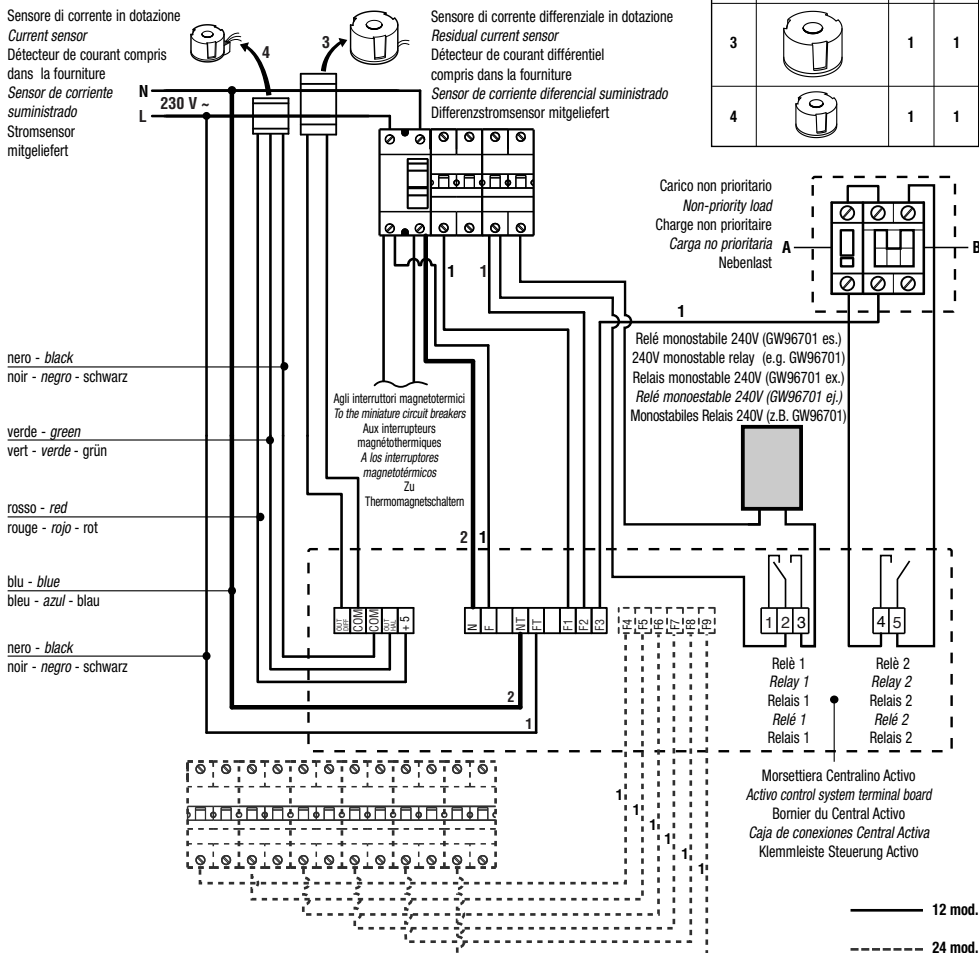 Sensore di corrente in dotazione
Current sensor
Détecteur de courant compris
dans la fourniture
Sensor de corriente
suministrado
Stromsensor
mitgeliefert
4
3
Sensore di corrente differenziale in dotazione
Residual current sensor
Détecteur de courant différentiel
compris dans la fourniture
Sensor de corriente diferencial suministrado
Differenzstromsensor mitgeliefert
3 1 1
4 1 1
N
230 V ~
L
Carico non prioritario
Non-priority load
Charge non prioritaire
Carga no prioritaria
Nebenlast
A
B
1
1
1
Relé monostabile 240V (GW96701 es.)
240V monostable relay (e.g. GW96701)
Relais monostable 240V (GW96701 ex.)
Relé monoestable 240V (GW96701 ej.)
Monostabiles Relais 240V (z.B. GW96701)
nero - black
noir - negro - schwarz
Agli interruttori magnetotermici
To the miniature circuit breakers
Aux interrupteurs
magnétothermiques
A los interruptores
magnetotérmicos
Zu
Thermomagnetschaltern
verde - green
vert - verde - grün
rosso - red
rouge - rojo - rot
2 1
blu - blue
bleu - azul - blau
OUT DIFF
COM
COM
OUT HAL
+ 5
N
F
NT
FT
F1
F2
F3
F4
F5
F6
F7
F8
F9
1 2 3
4 5
nero - black
noir - negro - schwarz
2
1
Relè 1
Relay 1
Relais 1
Relé 1
Relais 1
Relè 2
Relay 2
Relais 2
Relé 2
Relais 2
Morsettiera Centralino Activo
Activo control system terminal board
Bornier du Central Activo
Caja de conexiones Central Activa
Klemmleiste Steuerung Activo
1
1
1
1
1
1
12 mod.
24 mod.